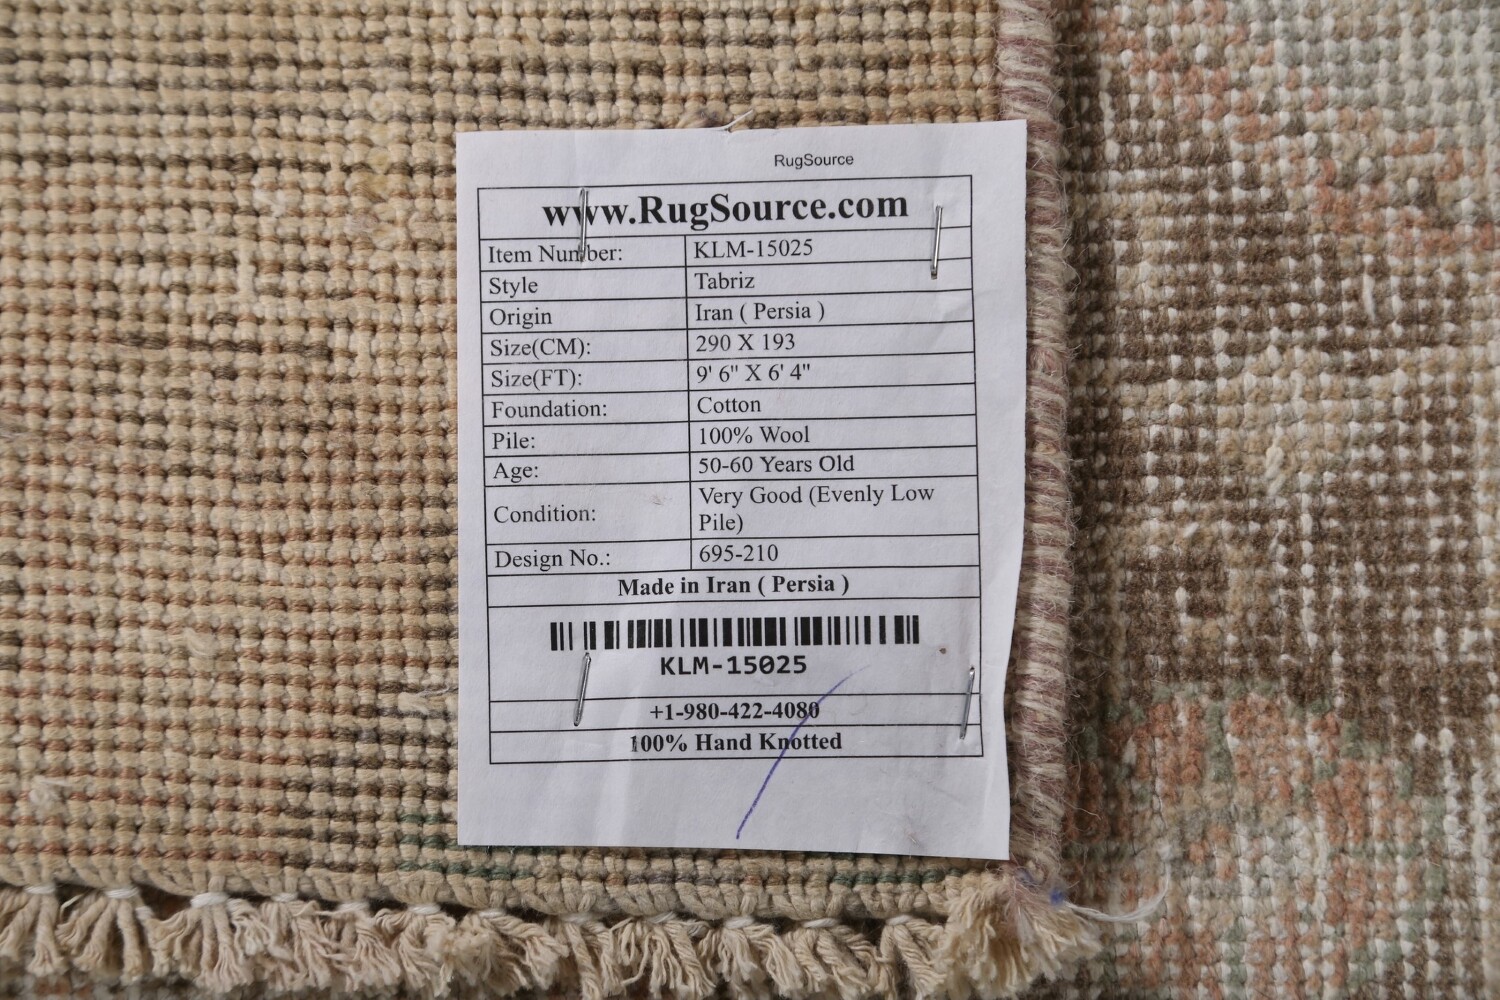 RugSource
www.RugSource.com
Item Number: KLM-15025
Style Tabriz
Origin Iran ( Persia )
Size(CM): 290 X 193
Size(FT): 9' 6" X 6' 4"
Foundation: Cotton
Pile: 100% Wool
Age: 50-60 Years Old
Condition: Very Good (Evenly Low
Pile)
Design No.: 695-210
Made in Iran ( Persia )
KLM-15025
+1-980-422-4080
100% Hand Knotted